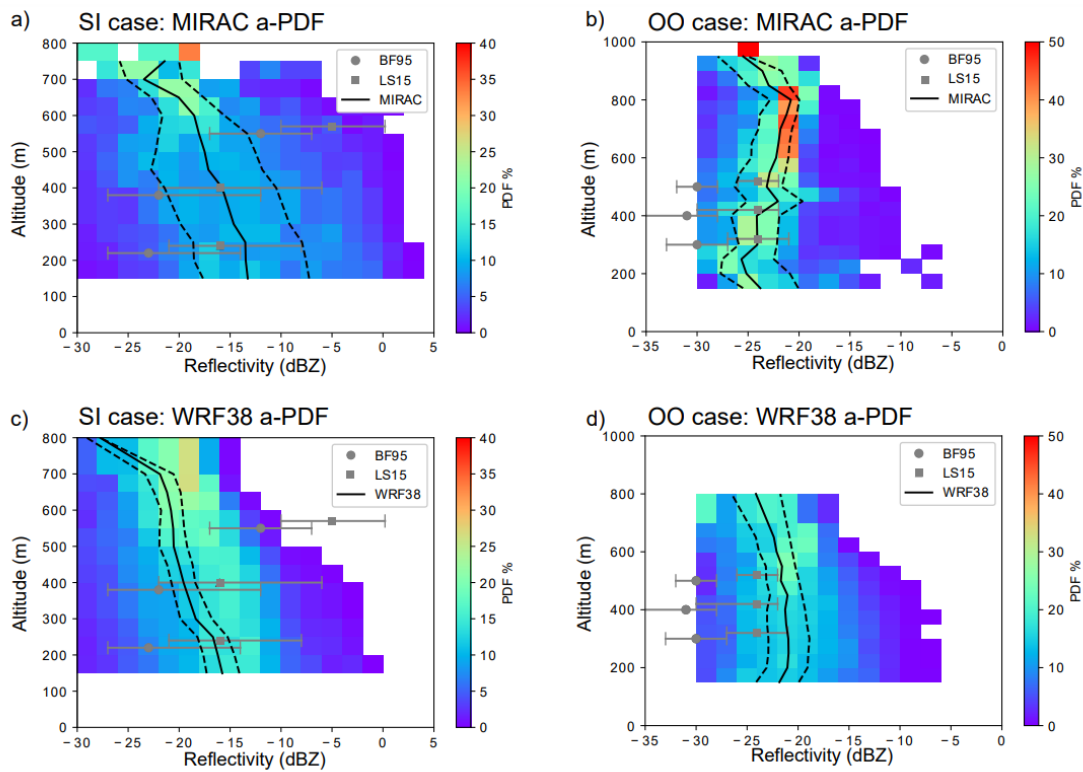 a) SI case: MIRAC a-PDF
800
700
600
500
400
300
200
100
0
Altitude (m)
−30 −25 −20 −15 −10 −5 0 5
Reflectivity (dBZ)
BF95
LS15
MIRAC
40
35
30
25
20
15
10
5
0
PDF %
b) OO case: MIRAC a-PDF
1000
800
600
400
200
0
Altitude (m)
−35 −30 −25 −20 −15 −10 −5 0
Reflectivity (dBZ)
BF95
LS15
MIRAC
50
40
30
20
10
0
PDF %
c) SI case: WRF38 a-PDF
800
700
600
500
400
300
200
100
0
Altitude (m)
−30 −25 −20 −15 −10 −5 0 5
Reflectivity (dBZ)
BF95
LS15
WRF38
40
35
30
25
20
15
10
5
0
PDF %
d) OO case: WRF38 a-PDF
1000
800
600
400
200
0
Altitude (m)
−35 −30 −25 −20 −15 −10 −5 0
Reflectivity (dBZ)
BF95
LS15
WRF38
50
40
30
20
10
0
PDF %